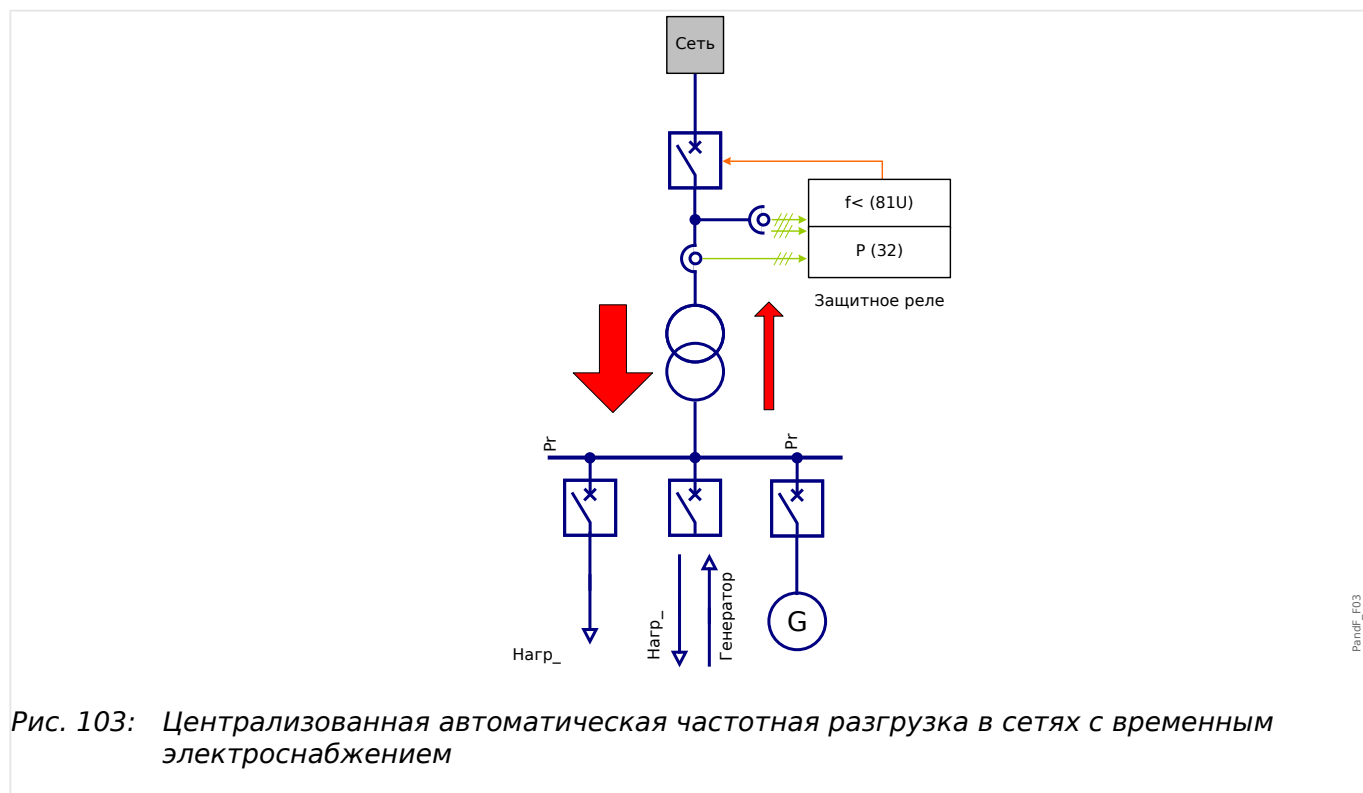 Сеть
f< (81U)
P (32)
Защитное реле
Pr
Pr
Нагр_
Нагр_
Генератор
G
PandF_F03
Рис. 103: Централизованная автоматическая частотная разгрузка в сетях с временным
электроснабжением